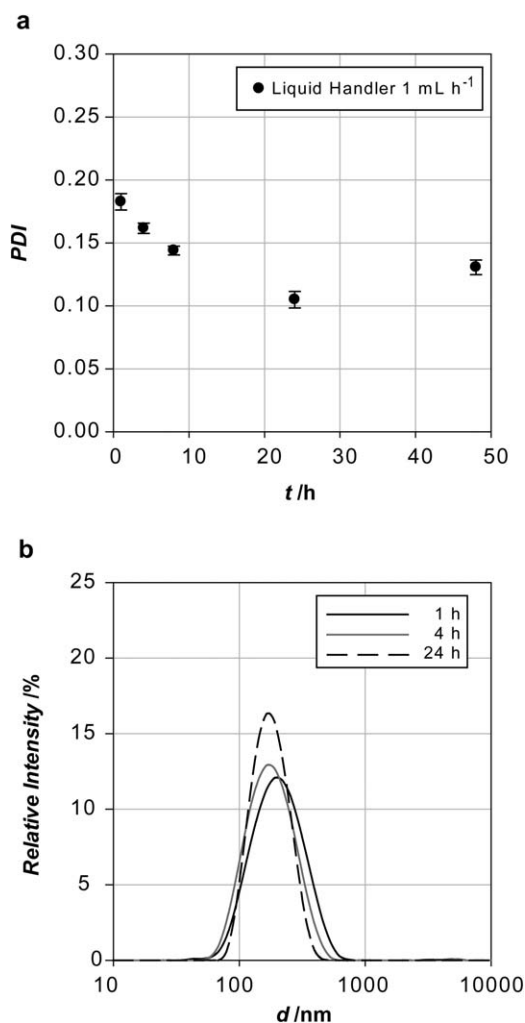 a
0.30
Liquid Handler 1 mL h⁻¹
0.25
0.20
PDI
0.15
0.10
0.05
0.00
0 10 20 30 40 50
t /h
b
25
1 h
4 h
24 h
20
Relative Intensity /%
15
10
5
0
10 100 1000 10000
d /nm